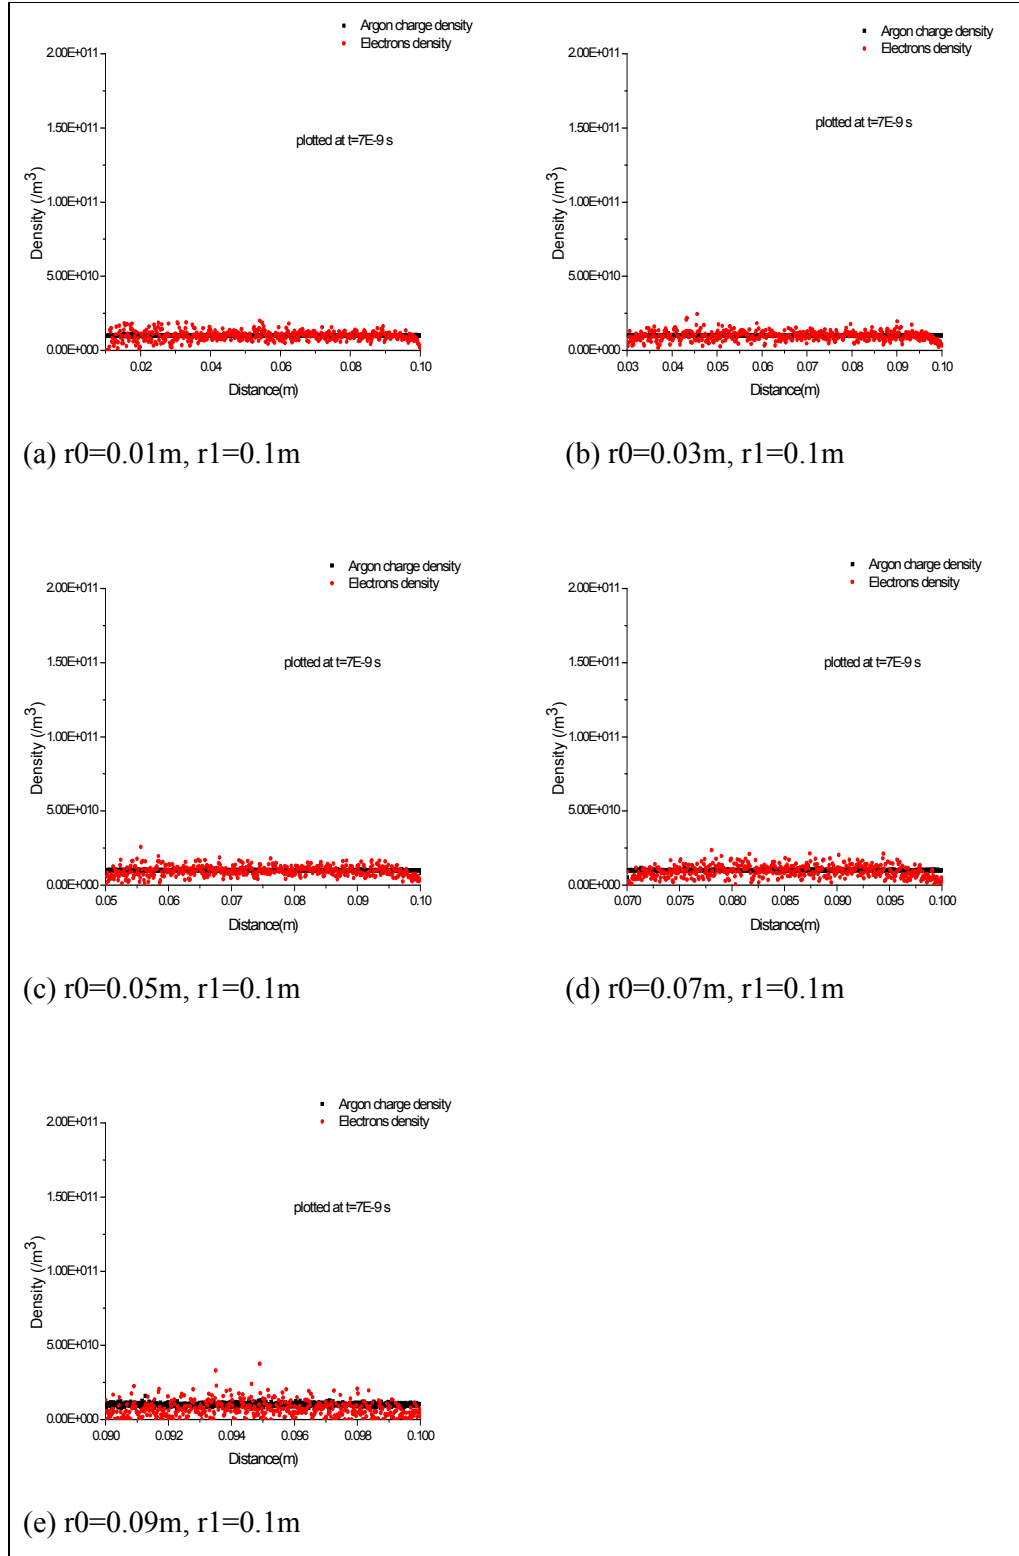 Argon charge density
Electrons density
2.00E+011
1.50E+011
1.00E+011
5.00E+010
0.00E+000
Density (/m3)
plotted at t=7E-9 s
0.02 0.04 0.06 0.08 0.10
Distance(m)
(a) r0=0.01m, r1=0.1m
Argon charge density
Electrons density
2.00E+011
1.50E+011
1.00E+011
5.00E+010
0.00E+000
Density (/m3)
plotted at t=7E-9 s
0.03 0.04 0.05 0.06 0.07 0.08 0.09 0.10
Distance(m)
(b) r0=0.03m, r1=0.1m
Argon charge density
Electrons density
2.00E+011
1.50E+011
1.00E+011
5.00E+010
0.00E+000
Density (/m3)
plotted at t=7E-9 s
0.05 0.06 0.07 0.08 0.09 0.10
Distance(m)
(c) r0=0.05m, r1=0.1m
Argon charge density
Electrons density
2.00E+011
1.50E+011
1.00E+011
5.00E+010
0.00E+000
Density (/m3)
plotted at t=7E-9 s
0.070 0.075 0.080 0.085 0.090 0.095 0.100
Distance(m)
(d) r0=0.07m, r1=0.1m
Argon charge density
Electrons density
2.00E+011
1.50E+011
1.00E+011
5.00E+010
0.00E+000
Density (/m3)
plotted at t=7E-9 s
0.090 0.092 0.094 0.096 0.098 0.100
Distance(m)
(e) r0=0.09m, r1=0.1m